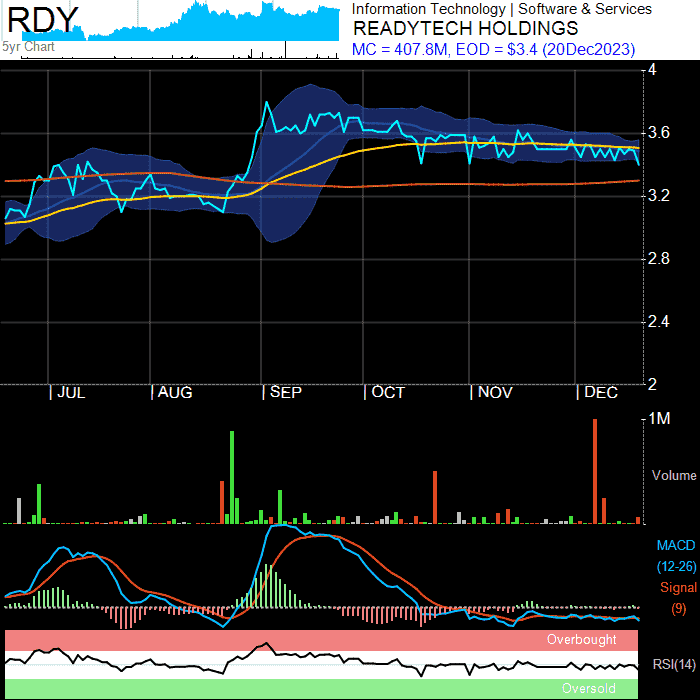 RDY
5yr Chart
Information Technology | Software & Services
READYTECH HOLDINGS
MC = 407.8M, EOD = $3.4 (20Dec2023)
4
3.6
3.2
2.8
2.4
2
| JUL | AUG | SEP | OCT | NOV | DEC
1M
Volume
MACD
(12-26)
Signal
(9)
Overbought
RSI(14)
Oversold